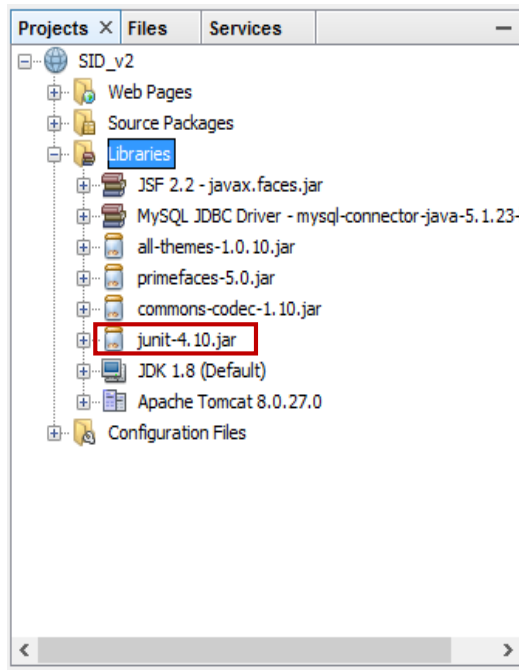 Projects × Files Services
SID_v2
Web Pages
Source Packages
Libraries
JSF 2.2 - javax.faces.jar
MySQL JDBC Driver - mysql-connector-java-5.1.23-
all-themes-1.0.10.jar
primefaces-5.0.jar
commons-codec-1.10.jar
junit-4.10.jar
JDK 1.8 (Default)
Apache Tomcat 8.0.27.0
Configuration Files